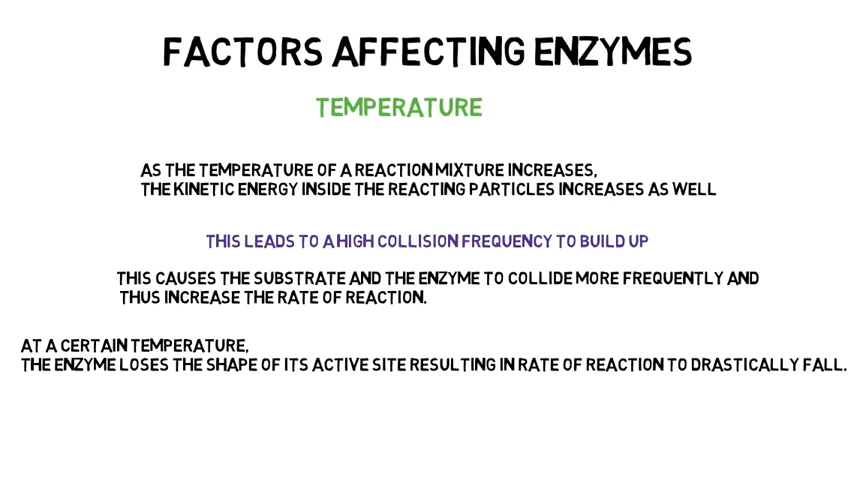 FACTORS AFFECTING ENZYMES
TEMPERATURE
AS THE TEMPERATURE OF A REACTION MIXTURE INCREASES,
THE KINETIC ENERGY INSIDE THE REACTING PARTICLES INCREASES AS WELL
THIS LEADS TO A HIGH COLLISION FREQUENCY TO BUILD UP
THIS CAUSES THE SUBSTRATE AND THE ENZYME TO COLLIDE MORE FREQUENTLY AND
THUS INCREASE THE RATE OF REACTION.
AT A CERTAIN TEMPERATURE,
THE ENZYME LOSES THE SHAPE OF ITS ACTIVE SITE RESULTING IN RATE OF REACTION TO DRASTICALLY FALL.